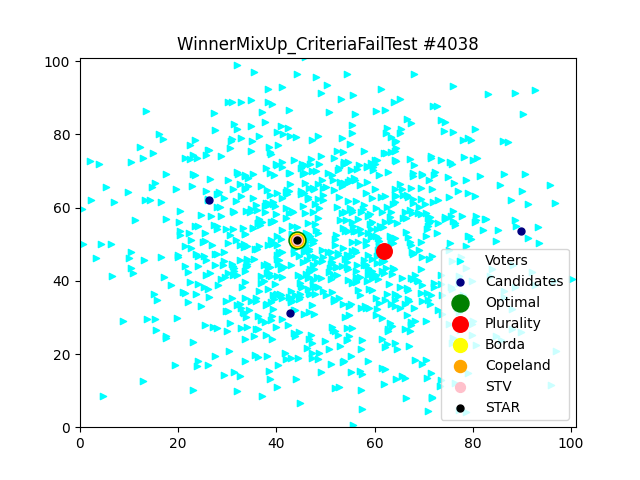 WinnerMixUp_CriteriaFailTest #4038
100
80
60
40
20
0
0
20
40
60
80
100
Voters
Candidates
Optimal
Plurality
Borda
Copeland
STV
STAR